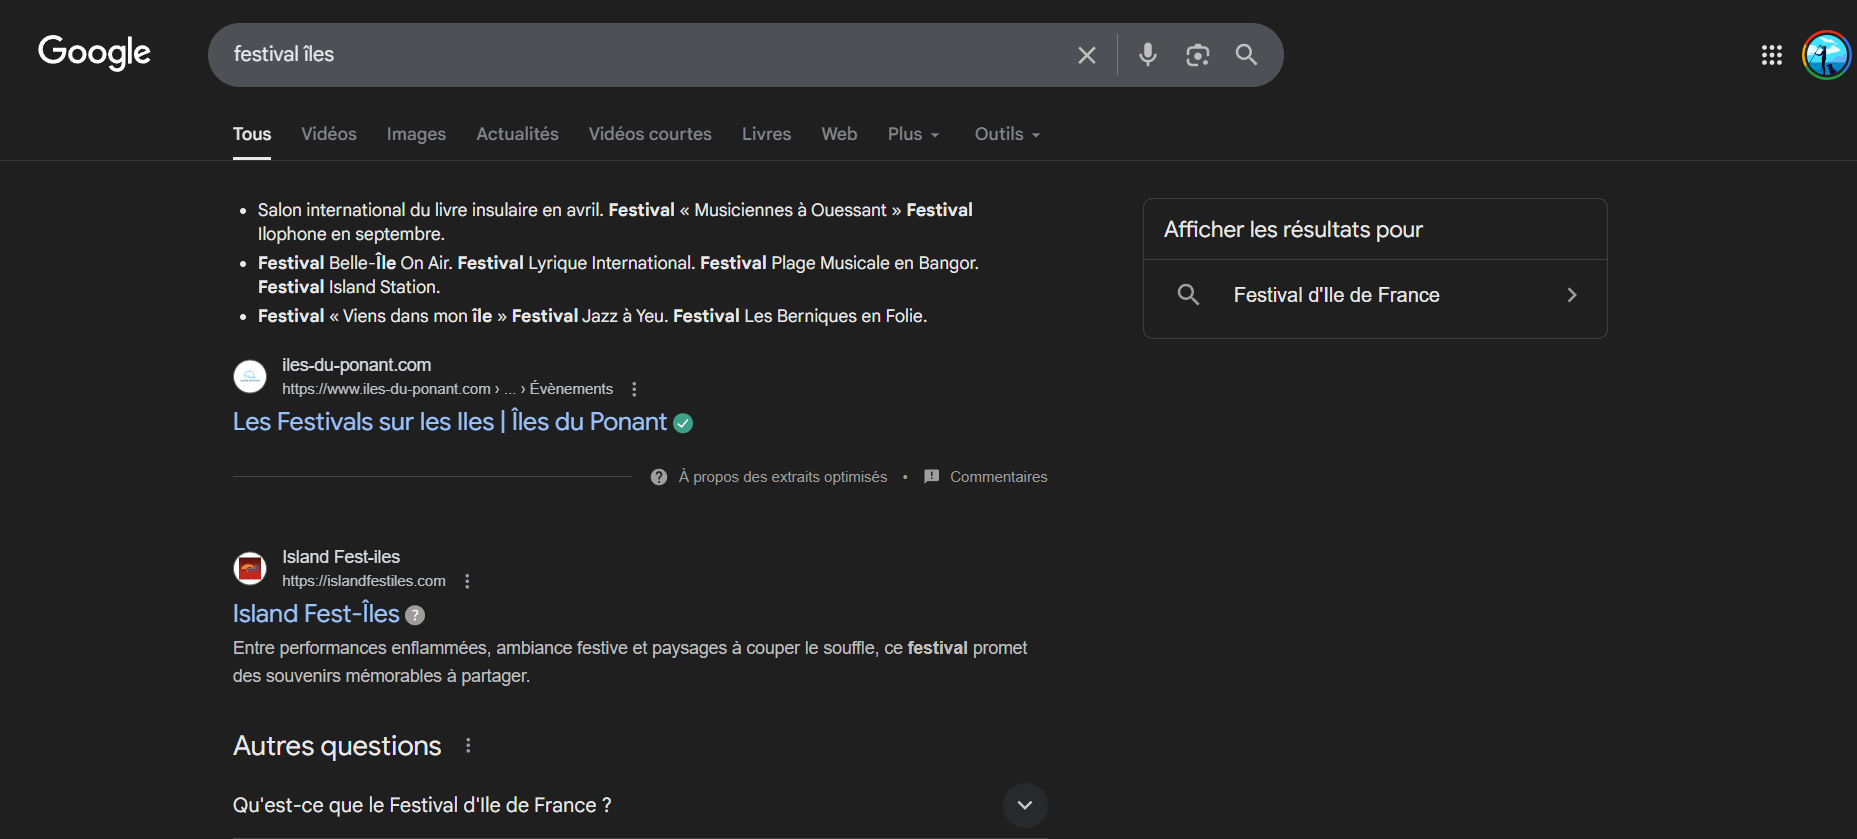 Google
festival îles
Tous Vidéos Images Actualités Vidéos courtes Livres Web Plus Outils
Salon international du livre insulaire en avril. Festival « Musiciennes à Ouessant » Festival
Ilophone en septembre.
Festival Belle-Île On Air. Festival Lyrique International. Festival Plage Musicale en Bangor.
Festival Island Station.
Festival « Viens dans mon île » Festival Jazz à Yeu. Festival Les Berniques en Folie.
iles-du-ponant.com
https://www.iles-du-ponant.com › ... › Évènements
Les Festivals sur les Iles | Îles du Ponant
À propos des extraits optimisés • Commentaires
Island Fest-iles
https://islandfestiles.com
Island Fest-Îles
Entre performances enflammées, ambiance festive et paysages à couper le souffle, ce festival promet
des souvenirs mémorables à partager.
Autres questions
Qu'est-ce que le Festival d'Ile de France ?
Afficher les résultats pour
Festival d'Ile de France